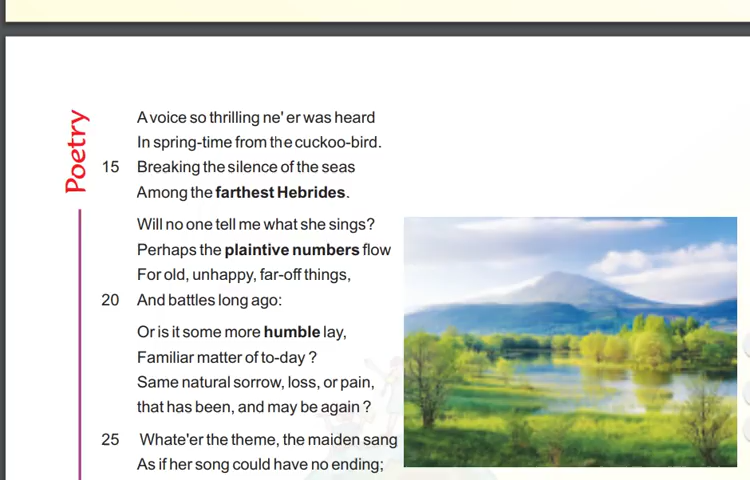 Poetry
A voice so thrilling ne' er was heard
In spring-time from the cuckoo-bird.
15 Breaking the silence of the seas
Among the farthest Hebrides.
Will no one tell me what she sings?
Perhaps the plaintive numbers flow
For old, unhappy, far-off things,
20 And battles long ago:
Or is it some more humble lay,
Familiar matter of to-day ?
Same natural sorrow, loss, or pain,
that has been, and may be again ?
25 Whate'er the theme, the maiden sang
As if her song could have no ending;